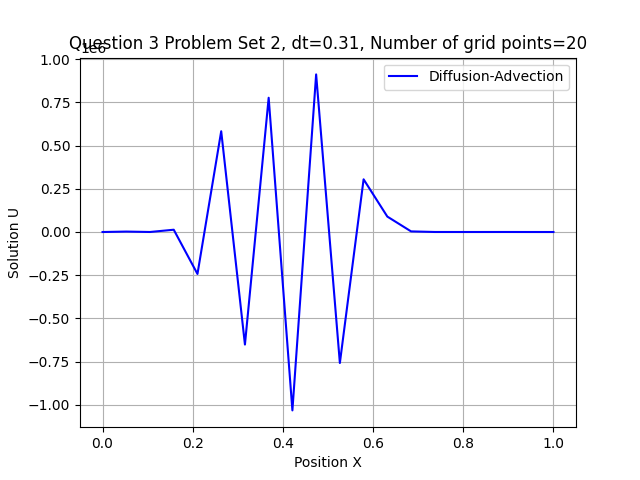 Question 3 Problem Set 2, dt=0.31, Number of grid points=20
1e6
Diffusion-Advection
1.00
0.75
0.50
0.25
0.00
−0.25
−0.50
−0.75
−1.00
Solution U
0.0 0.2 0.4 0.6 0.8 1.0
Position X